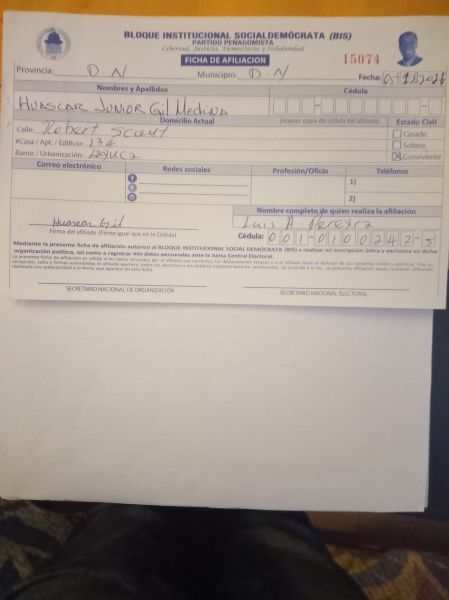 BLOQUE INSTITUCIONAL SOCIALDEMÓCRATA (BIS)
PARTIDO PENAGOMISTA
Libertad, Justicia, Democracia y Solidaridad
FICHA DE AFILIACION
15074
Provincia: D.N Municipio: D.N Fecha:
Nombres y Apellidos Cédula
HUASCAR JUNIOR Gil Medina
Domicilio Actual (Anexar copia de cédula del afiliado) Estado Civil
Calle: Robert Scout Casado
#Casa / Apt. / Edificio: Soltero
Barrio / Urbanización: Conviviente
Correo electrónico Redes sociales Profesión/Oficio Teléfonos
1)
2)
Nombre completo de quien realiza la afiliación
Huascar Gil Luis A. Pereyra
Firma del afiliado (Firme igual que en la Cédula) Cédula: 001-0100242-5
Mediante la presente ficha de afiliación autorizo al BLOQUE INSTITUCIONAL SOCIAL DEMÓCRATA (BIS) a realizar mi inscripción única y exclusiva en dicha
organización política, así como a registrar mis datos personales ante la Junta Central Electoral.
SECRETARIO NACIONAL DE ORGANIZACIÓN SECRETARIO NACIONAL ELECTORAL